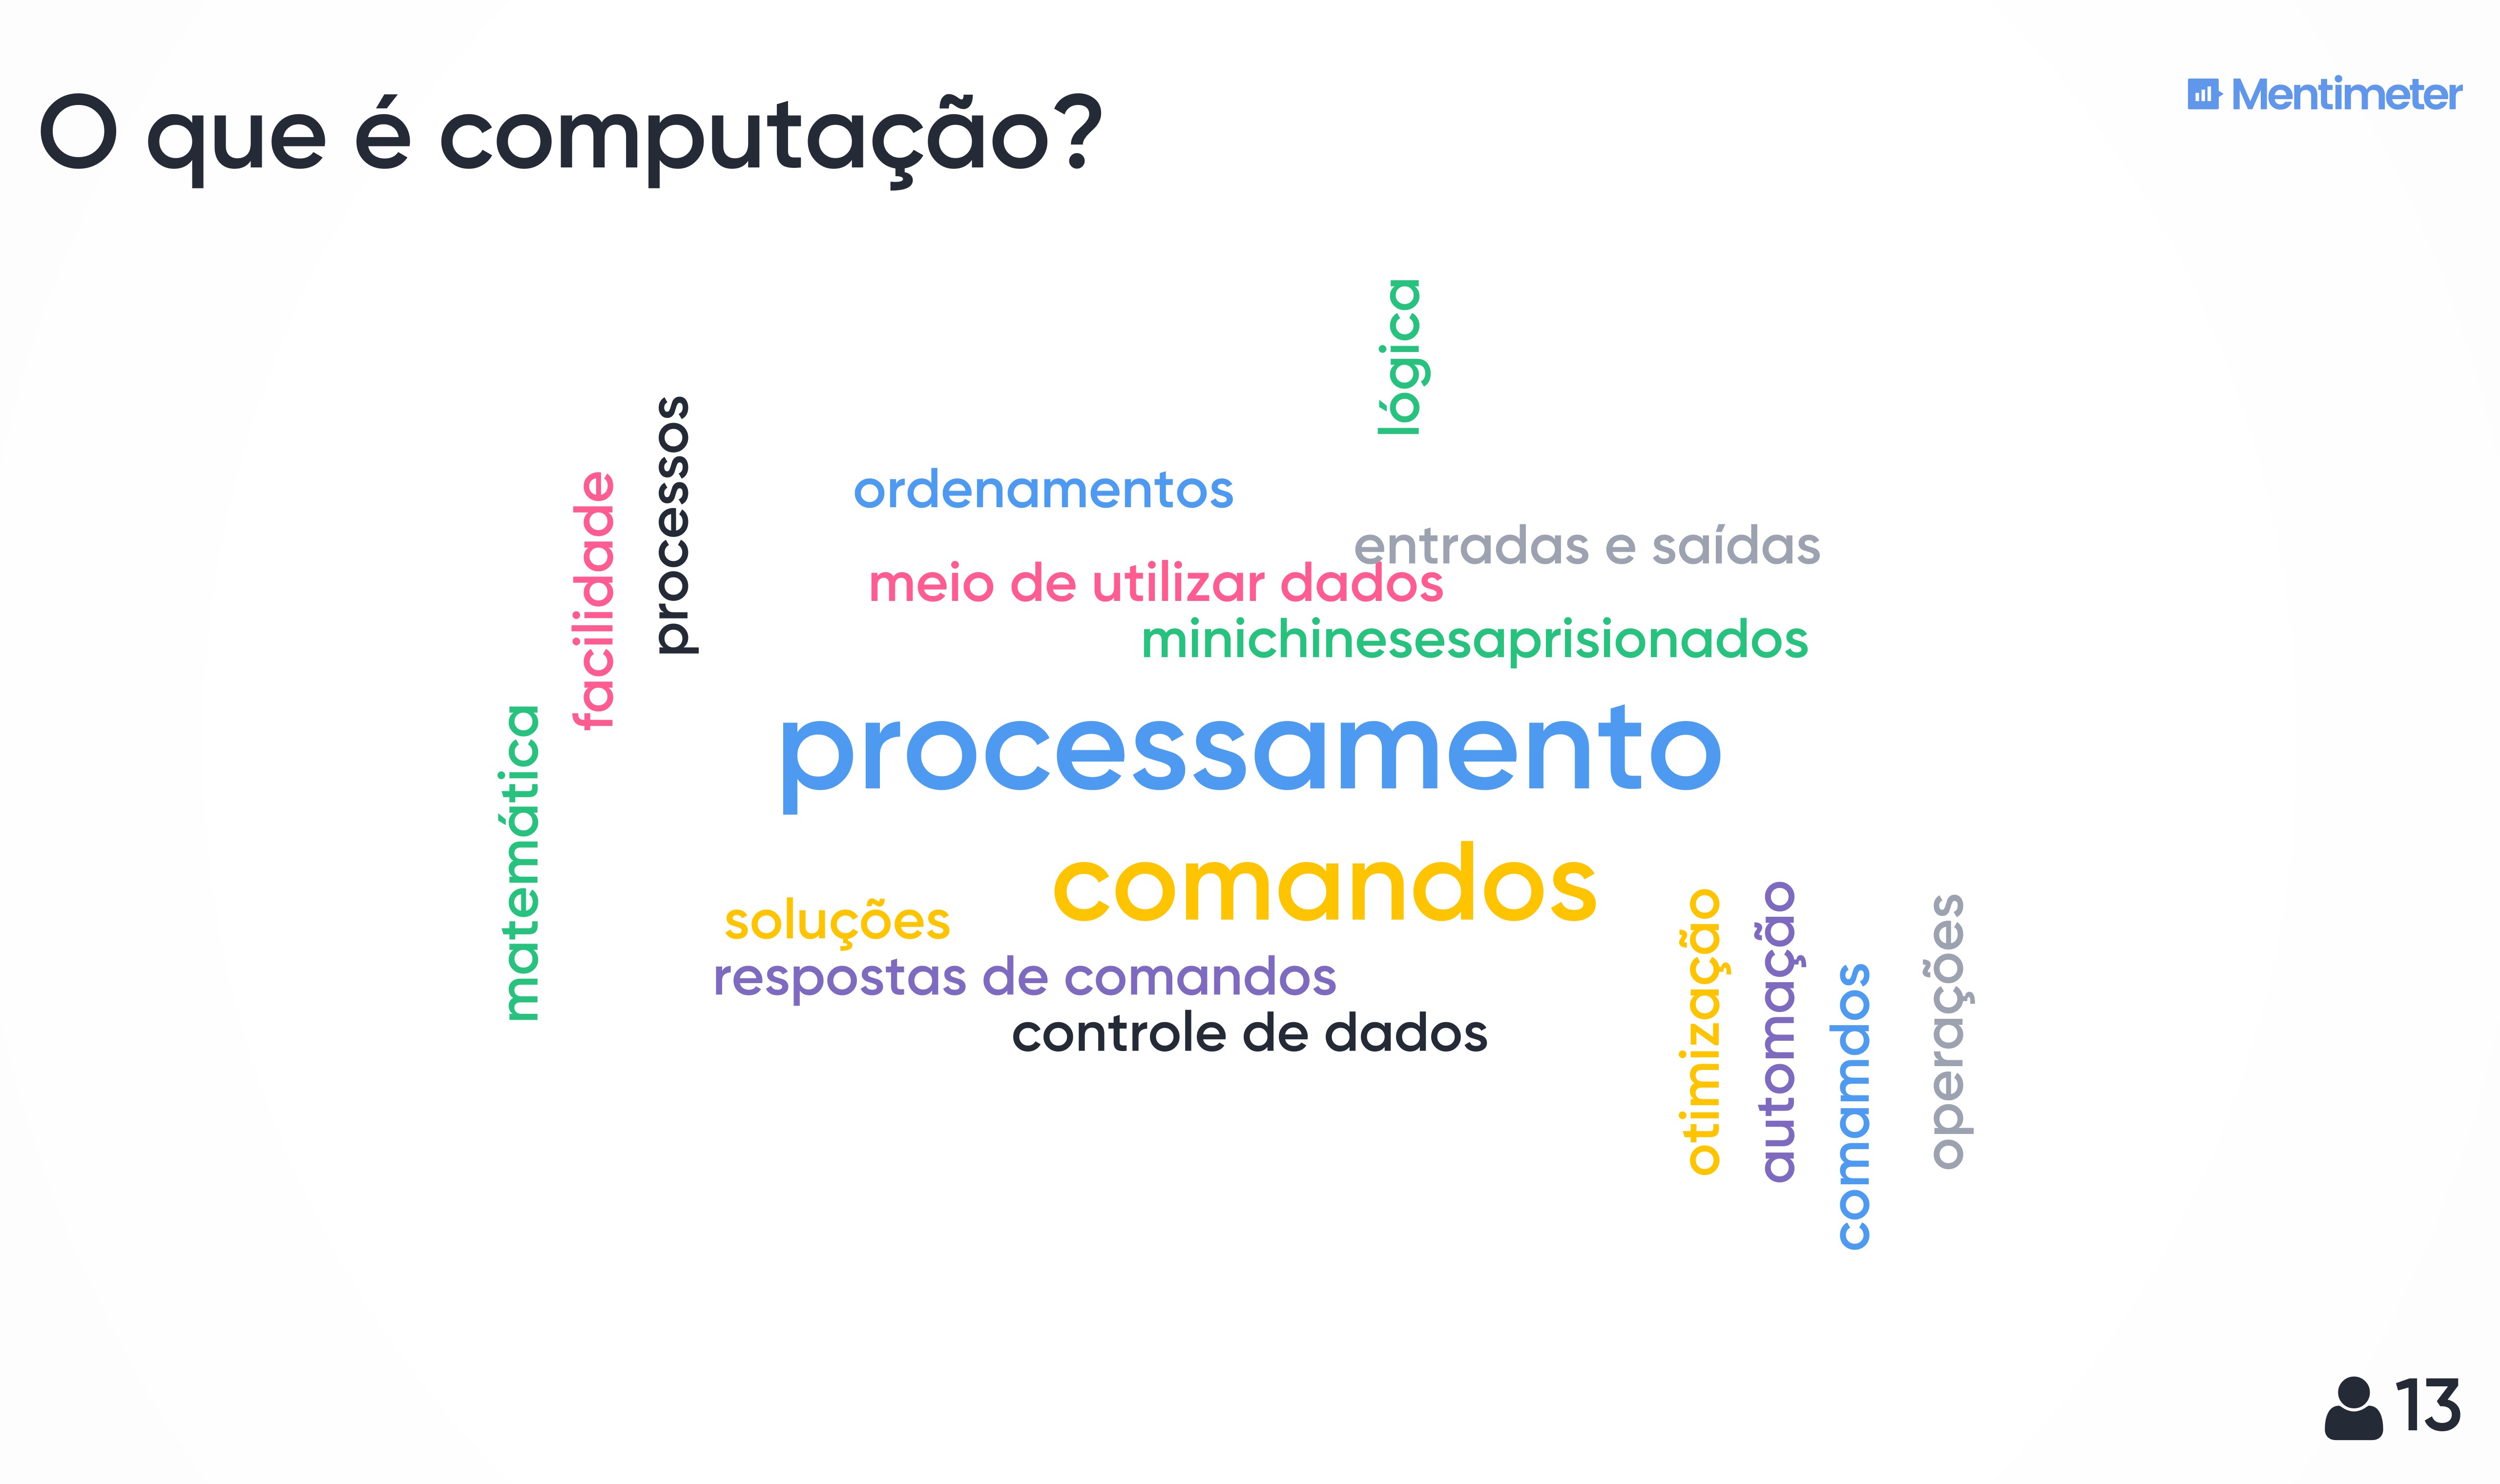 O que é computação?
Mentimeter
lógica
processos
facilidade
ordenamentos
entradas e saídas
meio de utilizar dados
minichinesesaprisionados
matemática
processamento
comandos
soluções
respostas de comandos
controle de dados
otimização
automação
comamdos
operações
13